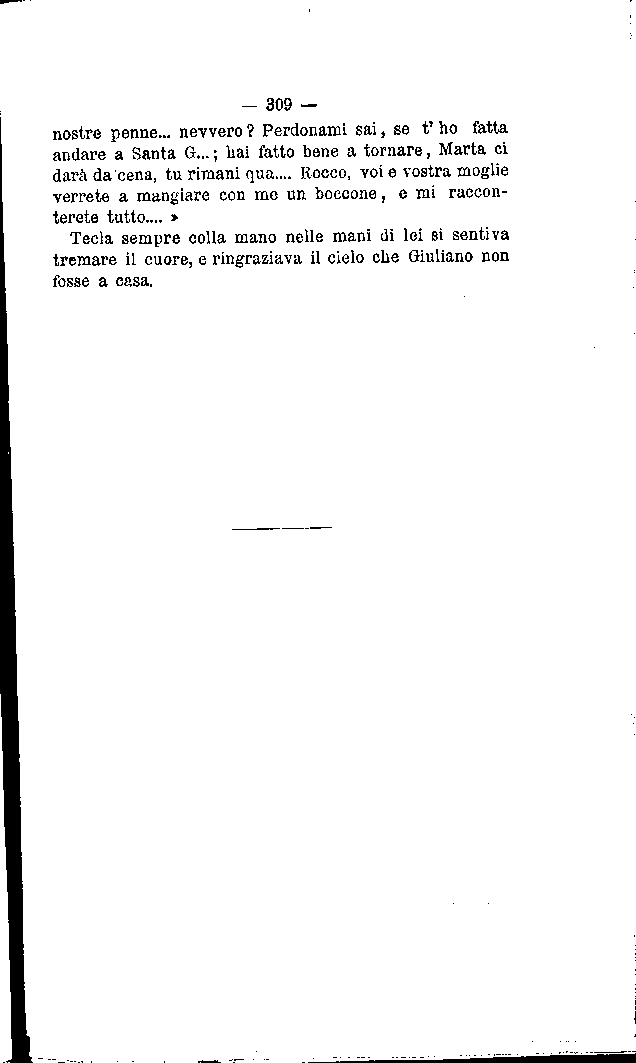 — 309 —
nostre penne... nevvero? Perdonami sai, se t' ho fatta
andare a Santa G...; hai fatto bene a tornare, Marta ci
darà da cena, tu rimani qua.... Rocco, voi e vostra moglie
verrete a mangiare con me un boccone, e mi raccon-
terete tutto.... »
Tecla sempre colla mano nelle mani di lei si sentiva
tremare il cuore, e ringraziava il cielo che Giuliano non
fosse a casa.